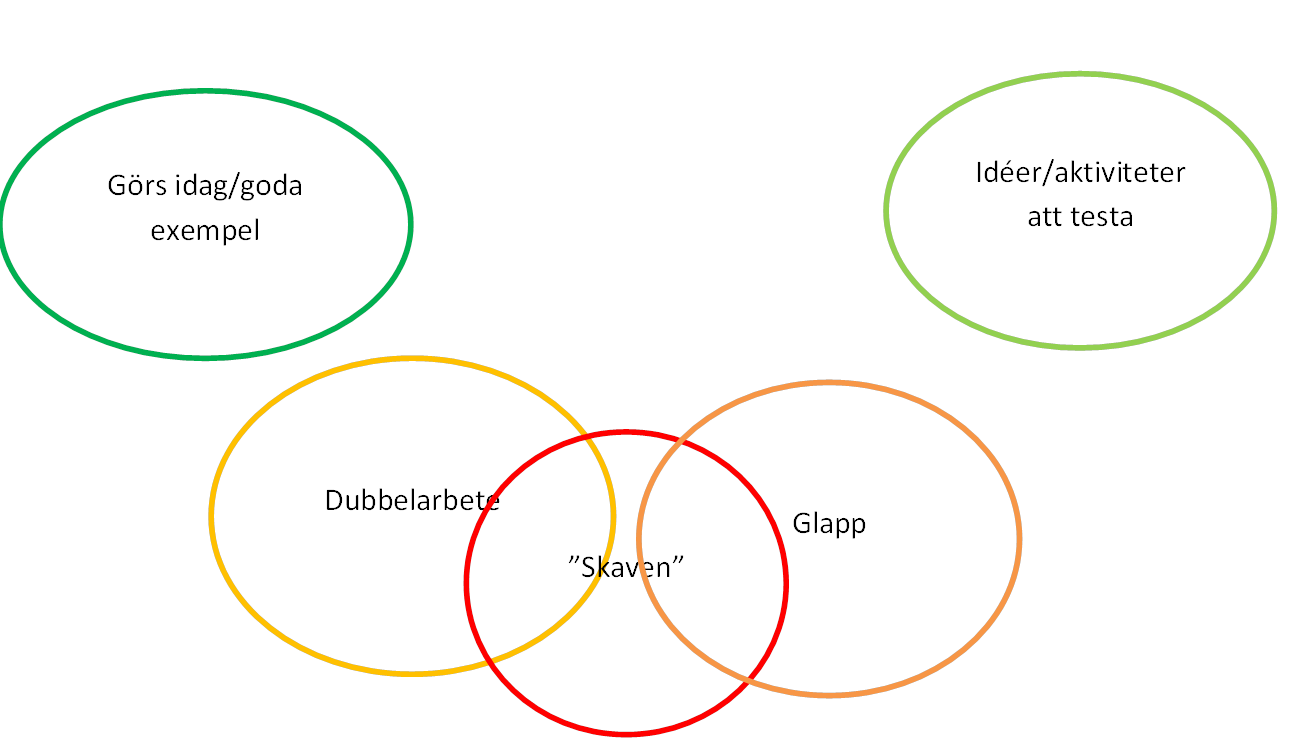 Görs idag/goda
exempel
Idéer/aktiviteter
att testa
Dubbelarbete
Glapp
”Skaven”